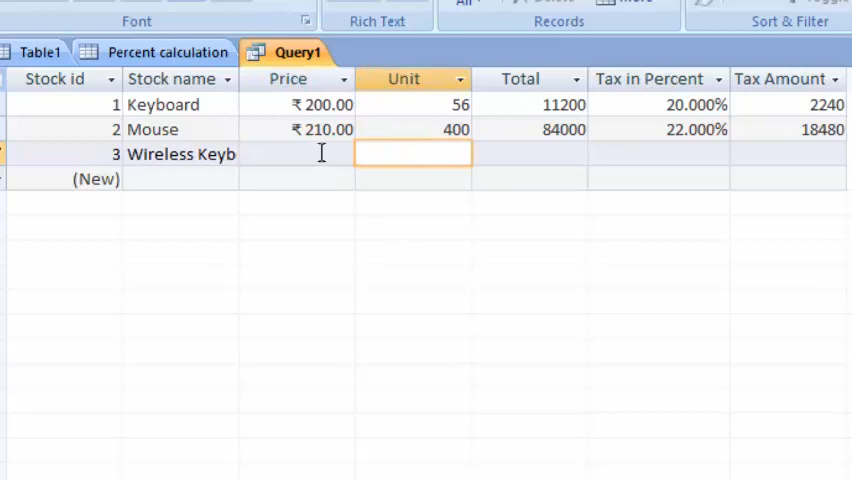 Font
Rich Text
Records
Sort & Filter
Table1
Percent calculation
Query1
Stock id
Stock name
Price
Unit
Total
Tax in Percent
Tax Amount
1 Keyboard ₹ 200.00 56 11200 20.000% 2240
2 Mouse ₹ 210.00 400 84000 22.000% 18480
3 Wireless Keyb
(New)